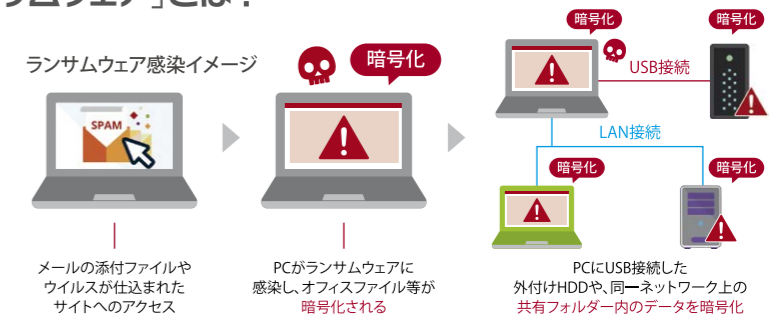 ムウェア」とは？
ランサムウェア感染イメージ
SPAM
暗号化
暗号化
暗号化
USB接続
LAN接続
暗号化
暗号化
メールの添付ファイルや
ウイルスが仕込まれた
サイトへのアクセス
PCがランサムウェアに
感染し、オフィスファイル等が
暗号化される
PCにUSB接続した
外付けHDDや、同一ネットワーク上の
共有フォルダー内のデータを暗号化